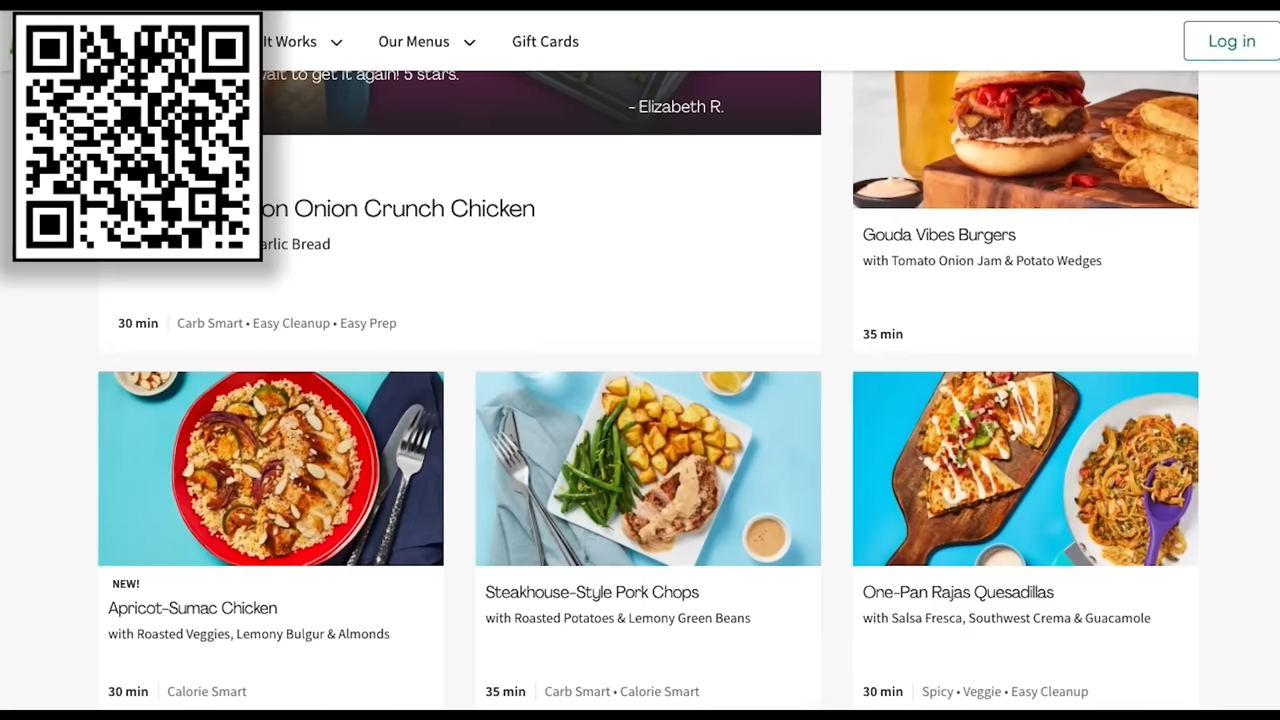 It Works
Our Menus
Gift Cards
Log in
to get it again! 5 stars.
- Elizabeth R.
Onion Crunch Chicken
Bread
30 min
Carb Smart • Easy Cleanup • Easy Prep
Gouda Vibes Burgers
with Tomato Onion Jam & Potato Wedges
35 min
NEW!
Apricot-Sumac Chicken
with Roasted Veggies, Lemony Bulgur & Almonds
30 min
Calorie Smart
Steakhouse-Style Pork Chops
with Roasted Potatoes & Lemony Green Beans
35 min
Carb Smart • Calorie Smart
One-Pan Rajas Quesadillas
with Salsa Fresca, Southwest Crema & Guacamole
30 min
Spicy • Veggie • Easy Cleanup